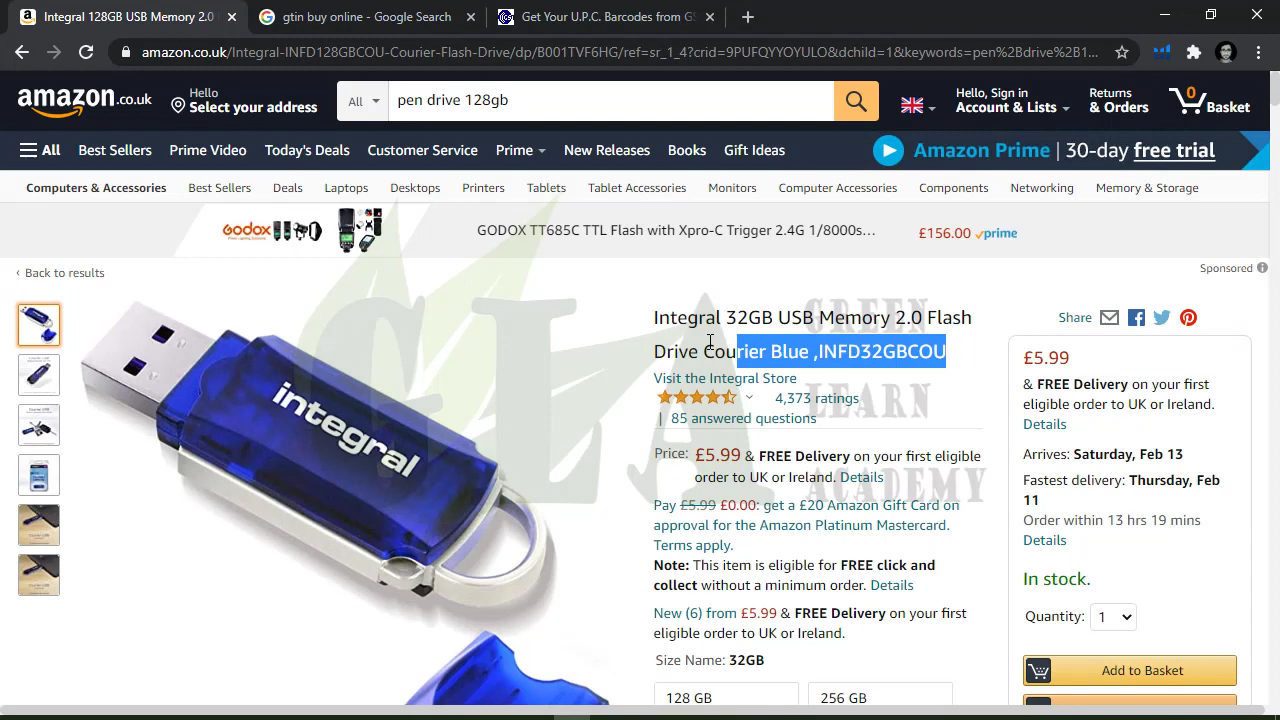 Integral 128GB USB Memory 2.0
gtin buy online - Google Search
Get Your U.P.C. Barcodes from GS
amazon.co.uk/Integral-INFD128GBCOU-Courier-Flash-Drive/dp/B001TVF6HG/ref=sr_1_4?crid=9PUFQYYOYULO&dchild=1&keywords=pen%2Bdrive%2B1...
amazon.co.uk
Hello
Select your address
All
pen drive 128gb
Hello, Sign in
Account & Lists
Returns
& Orders
0
Basket
All
Best Sellers
Prime Video
Today's Deals
Customer Service
Prime
New Releases
Books
Gift Ideas
Amazon Prime | 30-day free trial
Computers & Accessories
Best Sellers
Deals
Laptops
Desktops
Printers
Tablets
Tablet Accessories
Monitors
Computer Accessories
Components
Networking
Memory & Storage
Godox
GODOX TT685C TTL Flash with Xpro-C Trigger 2.4G 1/8000s...
£156.00 prime
‹ Back to results
Sponsored
integral
GLA
GREEN
LEARN
ACADEMY
Integral 32GB USB Memory 2.0 Flash
Drive Courier Blue ,INFD32GBCOU
Visit the Integral Store
4,373 ratings
| 85 answered questions
Price: £5.99 & FREE Delivery on your first eligible
order to UK or Ireland. Details
Pay £5.99 £0.00: get a £20 Amazon Gift Card on
approval for the Amazon Platinum Mastercard.
Terms apply.
Note: This item is eligible for FREE click and
collect without a minimum order. Details
New (6) from £5.99 & FREE Delivery on your first
eligible order to UK or Ireland.
Size Name: 32GB
128 GB
256 GB
Share
£5.99
& FREE Delivery on your first
eligible order to UK or Ireland.
Details
Arrives: Saturday, Feb 13
Fastest delivery: Thursday, Feb
11
Order within 13 hrs 19 mins
Details
In stock.
Quantity: 1
Add to Basket